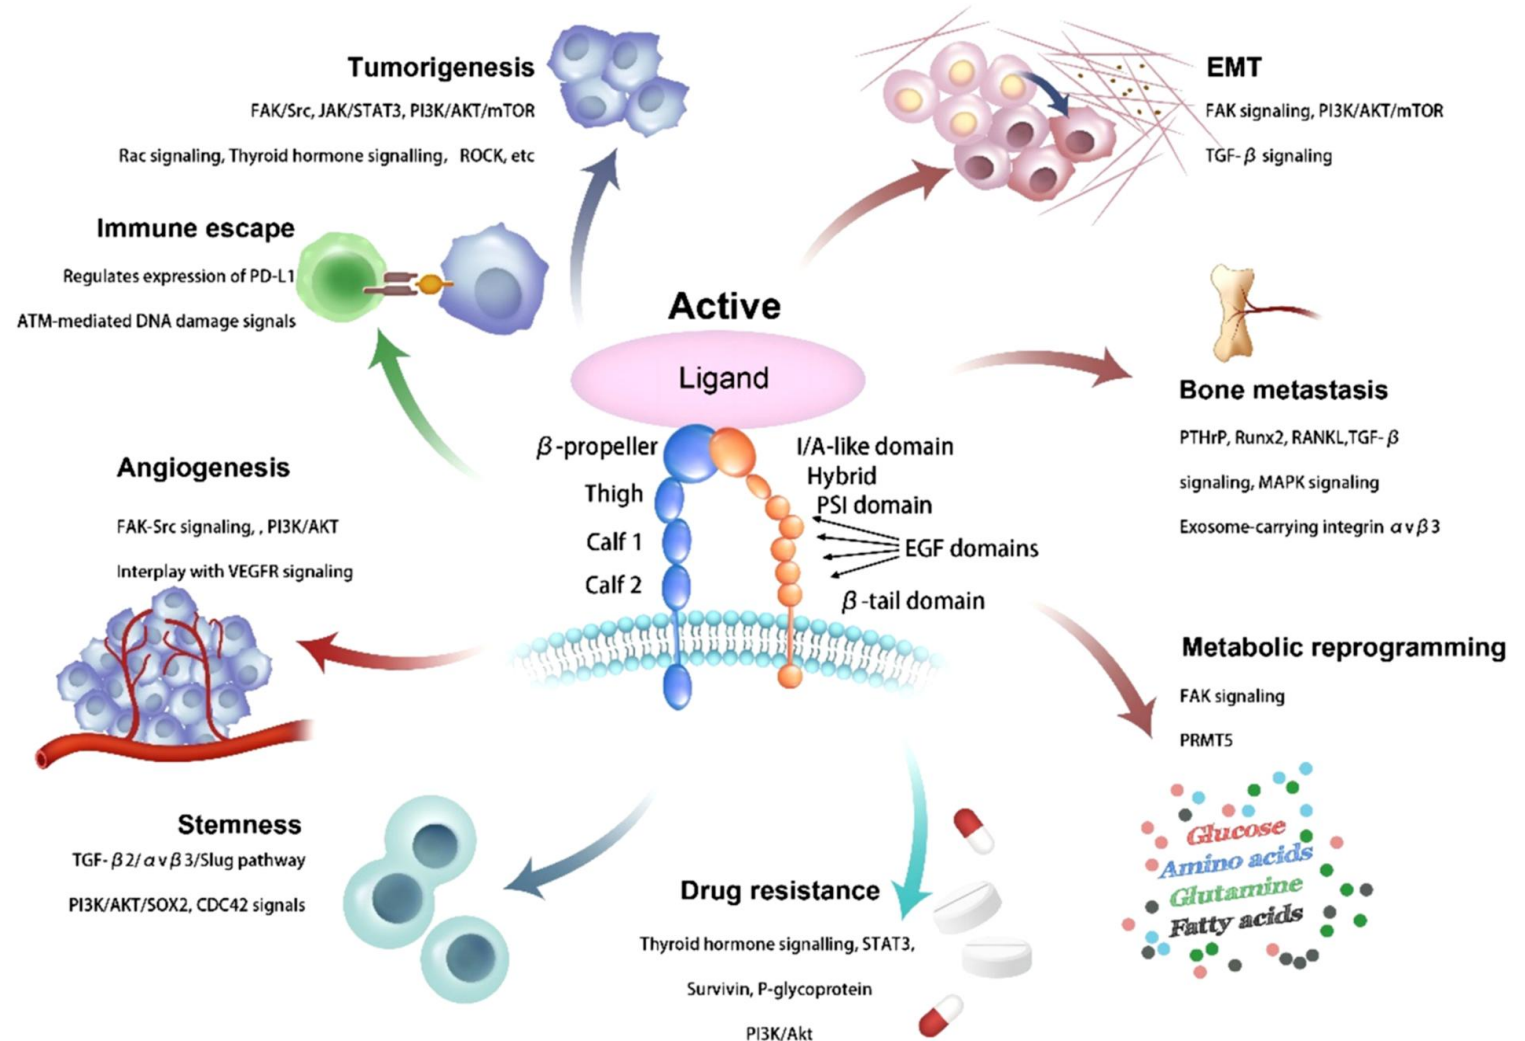 Tumorigenesis
FAK/Src, JAK/STAT3, PI3K/AKT/mTOR
Rac signaling, Thyroid hormone signalling, ROCK, etc
EMT
FAK signaling, PI3K/AKT/mTOR
TGF-β signaling
Immune escape
Regulates expression of PD-L1
ATM-mediated DNA damage signals
Active
Ligand
β-propeller
Thigh
Calf 1
Calf 2
I/A-like domain
Hybrid
PSI domain
EGF domains
β-tail domain
Bone metastasis
PTHrP, Runx2, RANKL,TGF-β
signaling, MAPK signaling
Exosome-carrying integrin αvβ3
Angiogenesis
FAK-Src signaling, , PI3K/AKT
Interplay with VEGFR signaling
Metabolic reprogramming
FAK signaling
PRMT5
Glucose
Amino acids
Glutamine
Fatty acids
Stemness
TGF-β2/αvβ3/Slug pathway
PI3K/AKT/SOX2, CDC42 signals
Drug resistance
Thyroid hormone signalling, STAT3,
Survivin, P-glycoprotein
PI3K/Akt